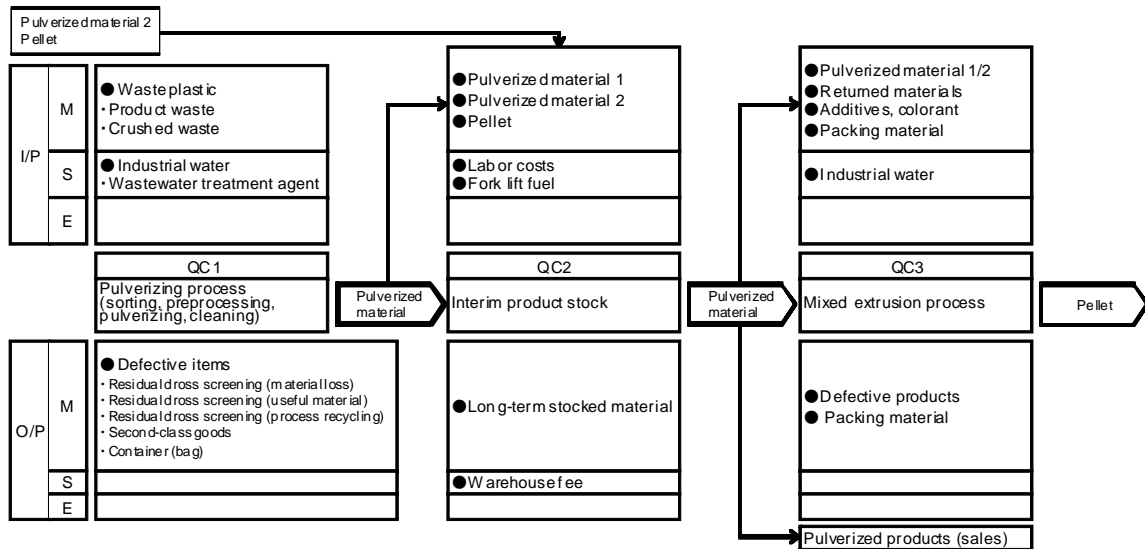 Pulverized material 2
Pellet
I/P
M
● Waste plastic
・Product waste
・Crushed waste
●Pulverized material 1
●Pulverized material 2
●Pellet
●Pulverized material 1/2
●Returned materials
●Additives, colorant
●Packing material
S
● Industrial water
・Wastewater treatment agent
●Labor costs
●Fork lift fuel
●Industrial water
E
QC1
QC2
QC3
Pulverizing process
(sorting, preprocessing,
pulverizing, cleaning)
Pulverized
material
Interim product stock
Pulverized
material
Mixed extrusion process
Pellet
O/P
M
● Defective items
・Residual dross screening (material loss)
・Residual dross screening (useful material)
・Residual dross screening (process recycling)
・Second-class goods
・Container (bag)
●Long-term stocked material
●Defective products
● Packing material
S
●Warehouse fee
E
Pulverized products (sales)